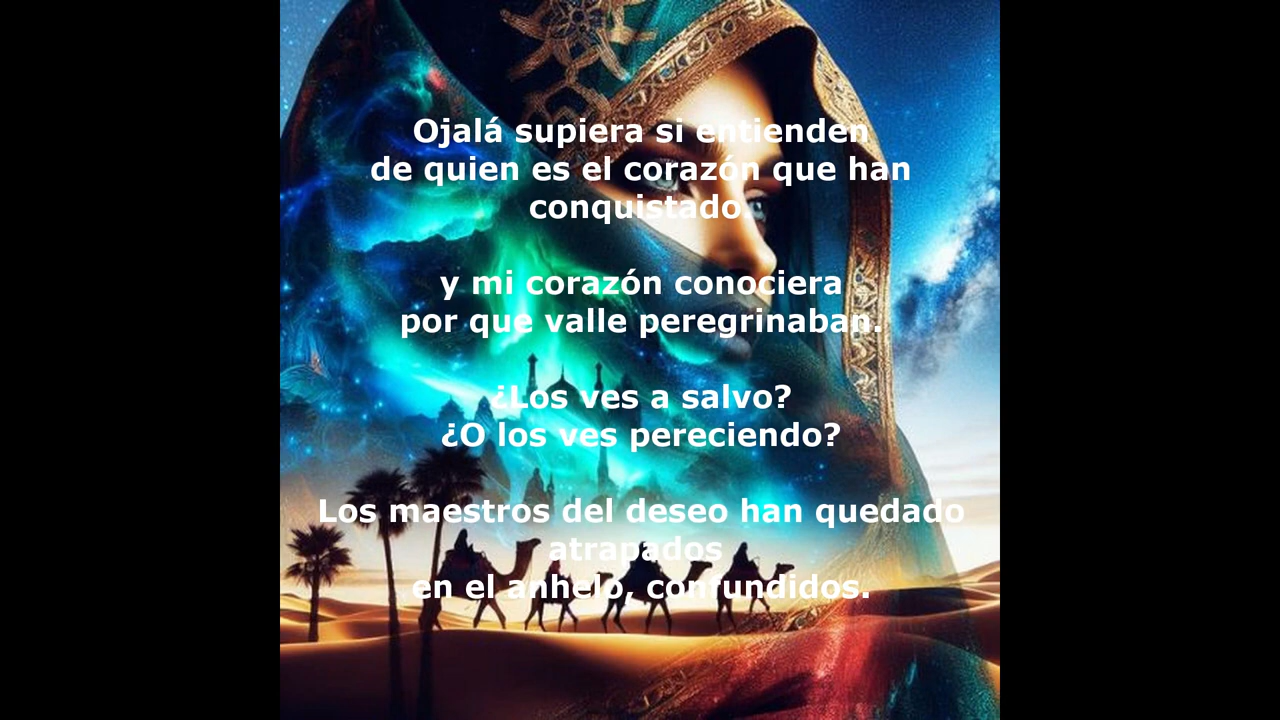 Ojalá supiera si entienden
de quien es el corazón que han
conquistado.
y mi corazón conociera
por que valle peregrinaban.
¿Los ves a salvo?
¿O los ves pereciendo?
Los maestros del deseo han quedado
atrapados
en el anhelo, confundidos.